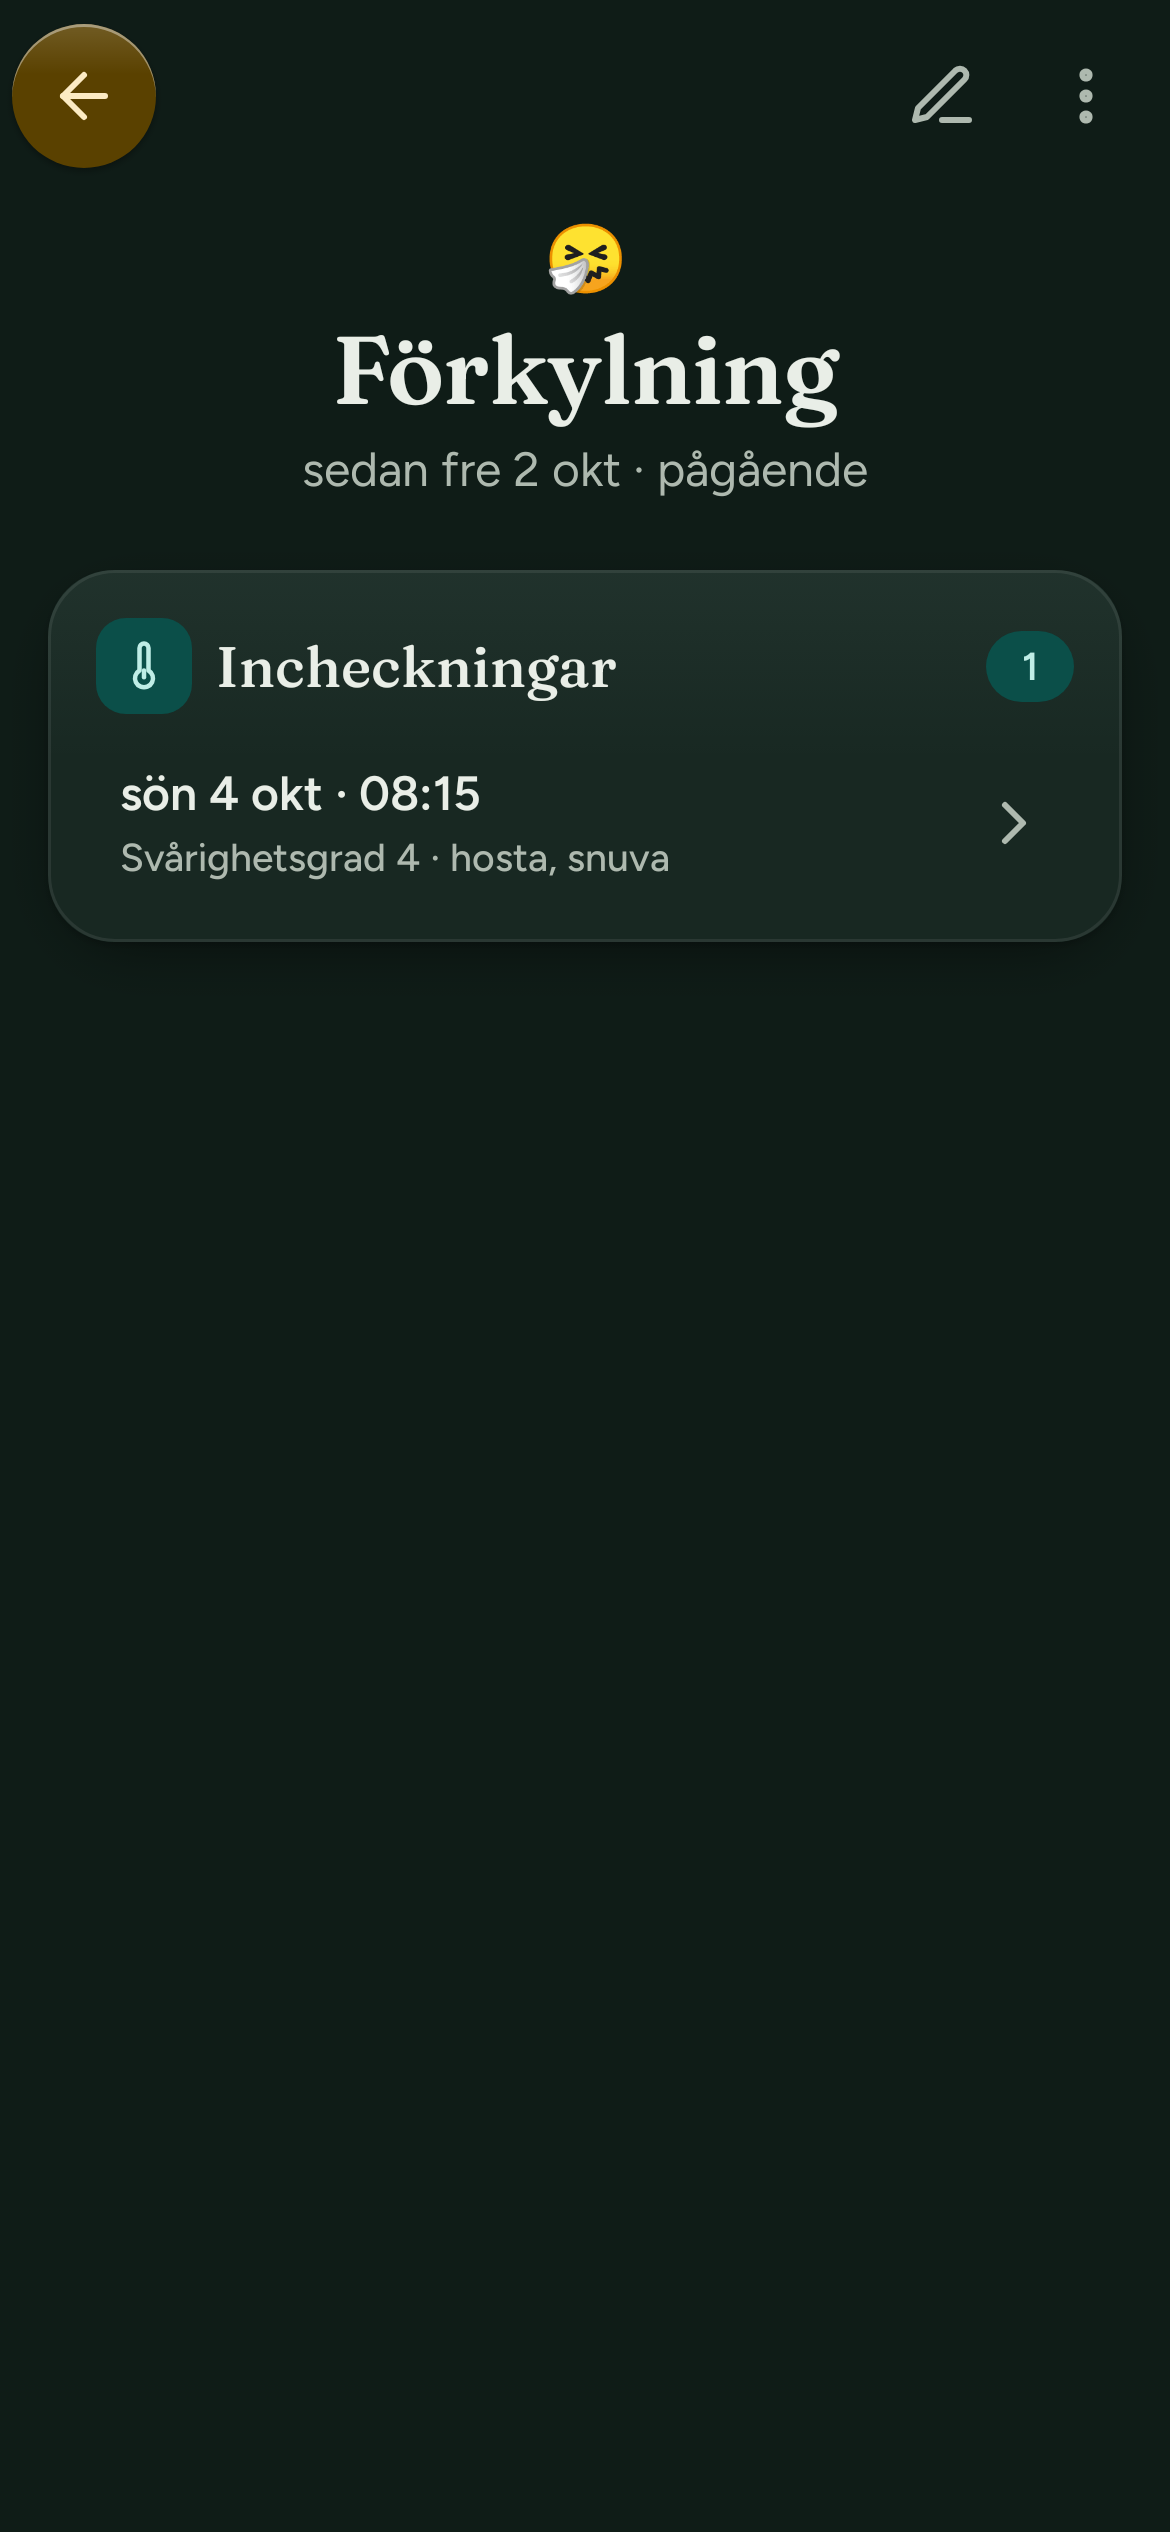 Förkylning
sedan fre 2 okt · pågående
Incheckningar
1
sön 4 okt · 08:15
Svårighetsgrad 4 · hosta, snuva